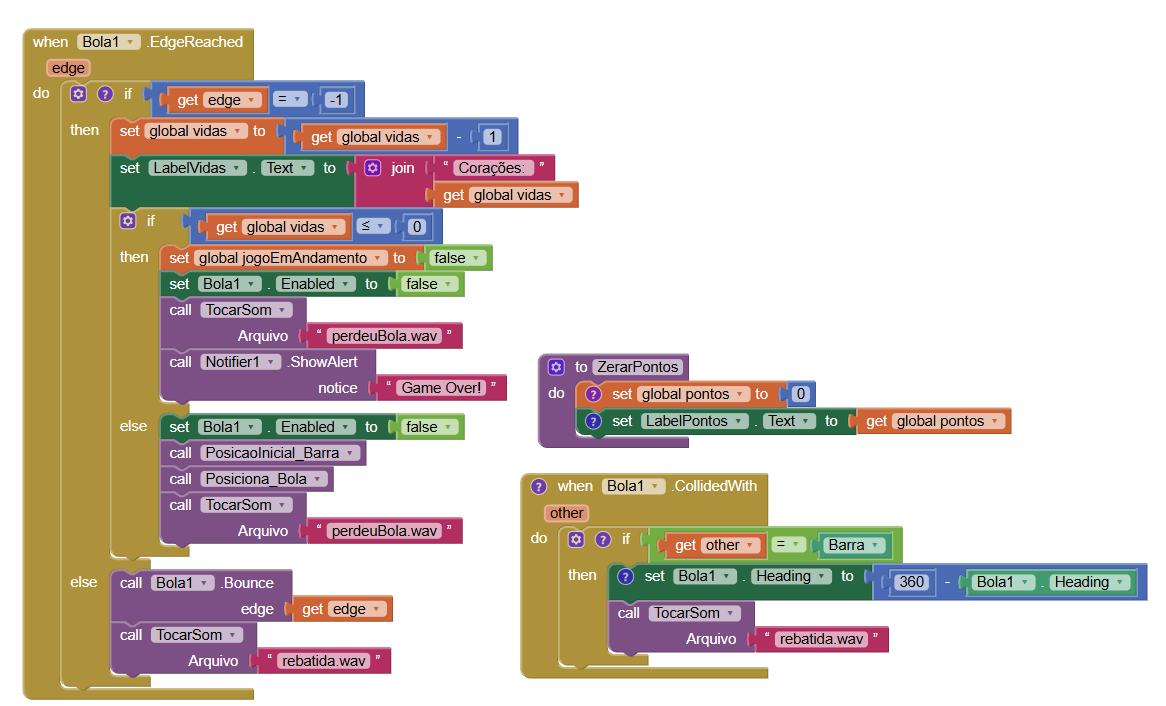 when Bola1 .EdgeReached
edge
do if get edge = -1
then set global vidas to get global vidas - 1
set LabelVidas . Text to join " Corações: "
get global vidas
if get global vidas ≤ 0
then set global jogoEmAndamento to false
set Bola1 . Enabled to false
call TocarSom
Arquivo " perdeuBola.wav "
call Notifier1 .ShowAlert
notice " Game Over! "
else set Bola1 . Enabled to false
call PosicaoInicial_Barra
call Posiciona_Bola
call TocarSom
Arquivo " perdeuBola.wav "
else call Bola1 .Bounce
edge get edge
call TocarSom
Arquivo " rebatida.wav "
to ZerarPontos
do ? set global pontos to 0
? set LabelPontos . Text to get global pontos
? when Bola1 .CollidedWith
other
do ? if get other = Barra
then ? set Bola1 . Heading to 360 - Bola1 . Heading
call TocarSom
Arquivo " rebatida.wav "